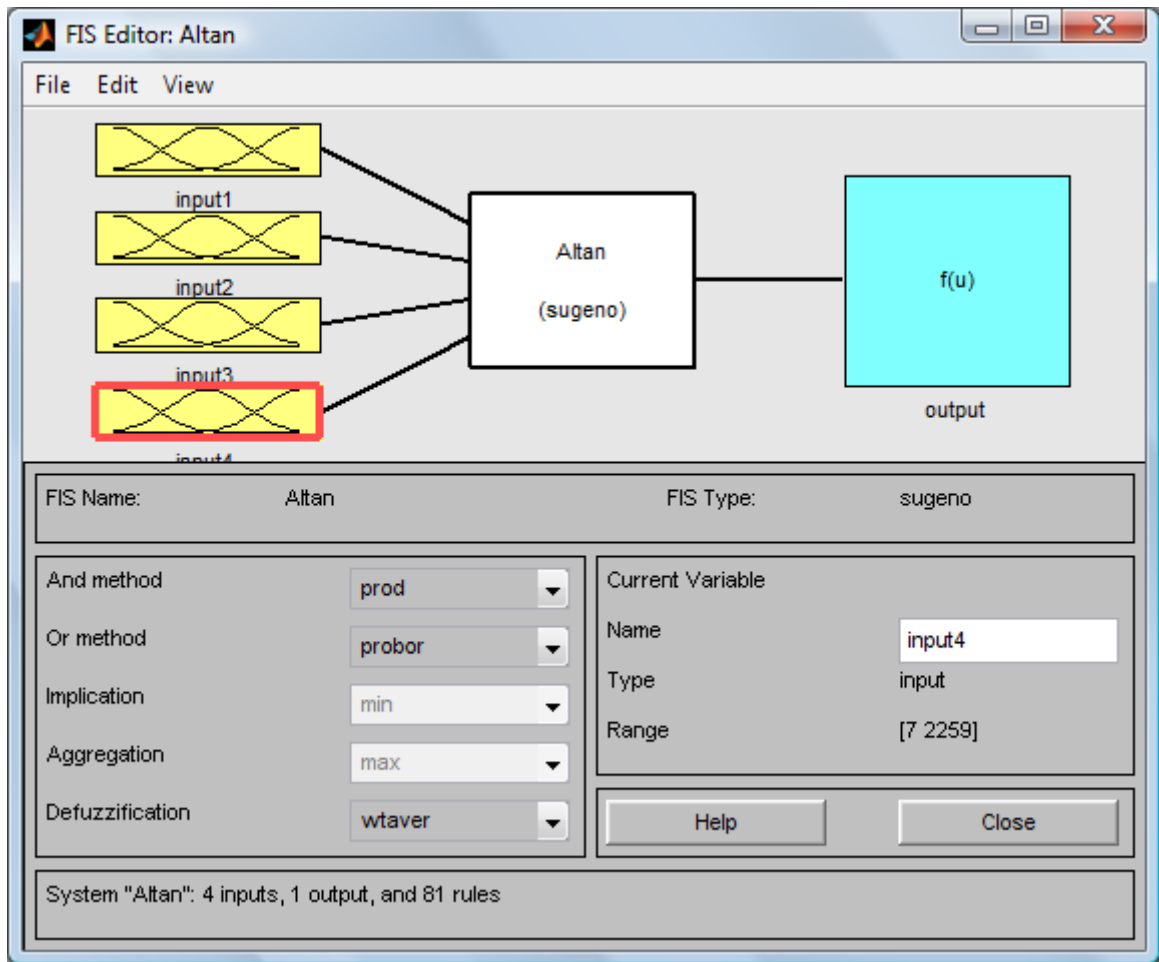 FIS Editor: Altan
File Edit View
input1
input2
input3
input4
Altan
(sugeno)
f(u)
output
FIS Name: Altan FIS Type: sugeno
And method prod
Or method probor
Implication min
Aggregation max
Defuzzification wtaver
Current Variable
Name input4
Type input
Range [7 2259]
Help Close
System "Altan": 4 inputs, 1 output, and 81 rules